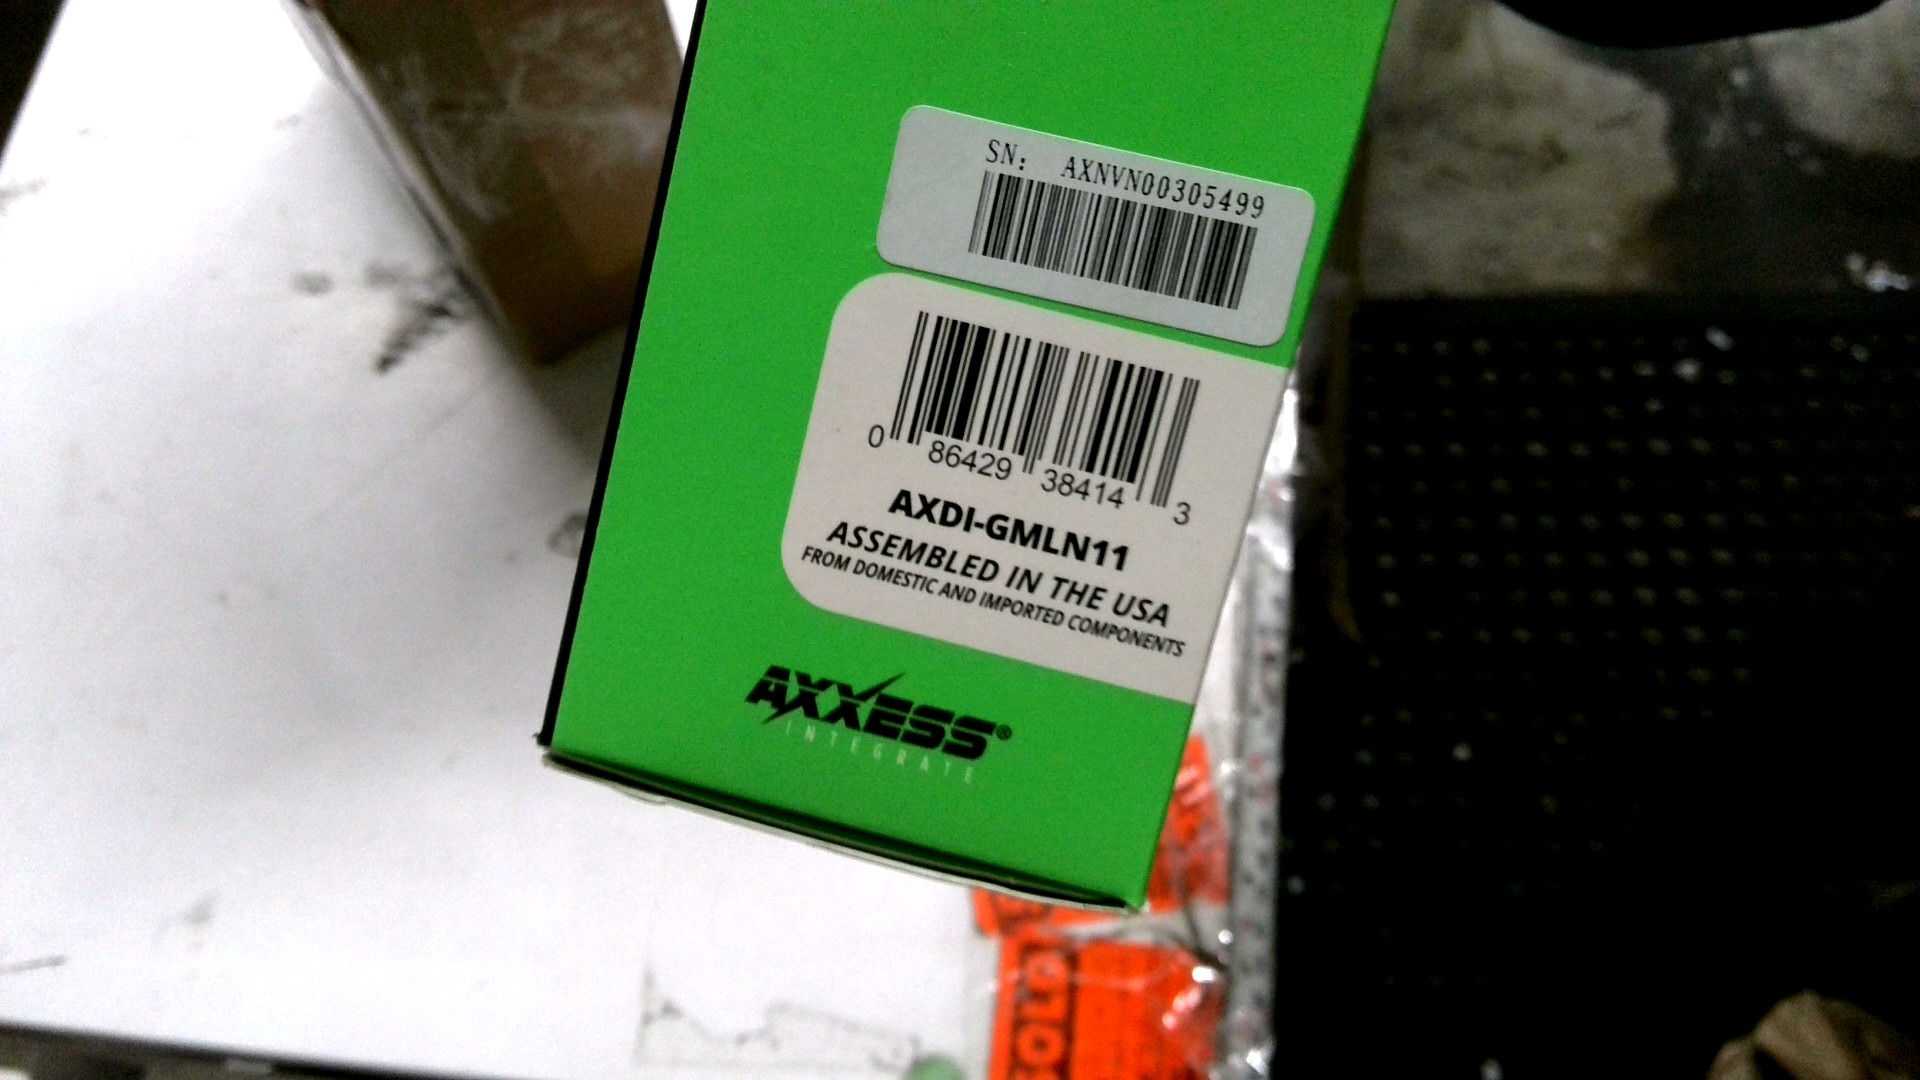 SN: AXNVN00305499
0 86429 38414 3
AXDI-GMLN11
ASSEMBLED IN THE USA
FROM DOMESTIC AND IMPORTED COMPONENTS
AXXESS®
INTEGRATE